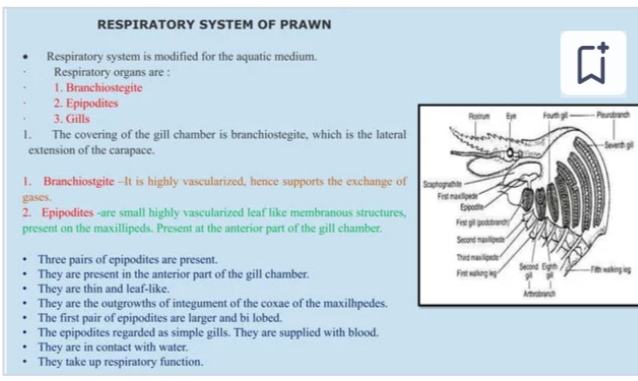 RESPIRATORY SYSTEM OF PRAWN
• Respiratory system is modified for the aquatic medium.
· Respiratory organs are :
· 1. Branchiostegite
· 2. Epipodites
· 3. Gills
1. The covering of the gill chamber is branchiostegite, which is the lateral
extension of the carapace.
1. Branchiostgite –It is highly vascularized, hence supports the exchange of
gases.
2. Epipodites -are small highly vascularized leaf like membranous structures,
present on the maxillipeds. Present at the anterior part of the gill chamber.
• Three pairs of epipodites are present.
• They are present in the anterior part of the gill chamber.
• They are thin and leaf-like.
• They are the outgrowths of integument of the coxae of the maxilhpedes.
• The first pair of epipodites are larger and bi lobed.
• The epipodites regarded as simple gills. They are supplied with blood.
• They are in contact with water.
• They take up respiratory function.
Rostrum Eye Fourth gill Pleurobranch
Seventh gill
Scaphognathite
First maxillipede
Epipodite
First gill (podobranch)
Second maxillipede
Third maxillipede
First walking leg
Second gill
Eighth gill
Fifth walking leg
Arthrobranch